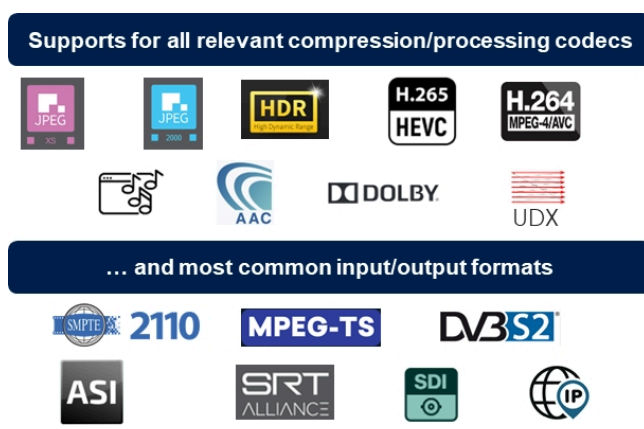 Supports for all relevant compression/processing codecs
JPEG
XS
JPEG
2000
HDR
High Dynamic Range
H.265
HEVC
H.264
MPEG-4/AVC
AAC
DOLBY
UDX
... and most common input/output formats
SMPTE 2110
MPEG-TS
DVB S2
ASI
SRT
ALLIANCE
SDI
IP